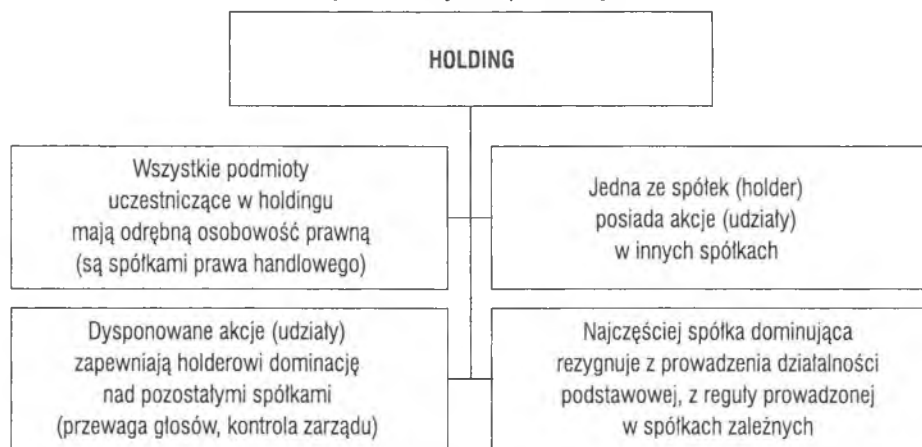 HOLDING
Wszystkie podmioty
uczestniczące w holdingu
mają odrębną osobowość prawną
(są spółkami prawa handlowego)
Jedna ze spółek (holder)
posiada akcje (udziały)
w innych spółkach
Dysponowane akcje (udziały)
zapewniają holderowi dominację
nad pozostałymi spółkami
(przewaga głosów, kontrola zarządu)
Najczęściej spółka dominująca
rezygnuje z prowadzenia działalności
podstawowej, z reguły prowadzonej
w spółkach zależnych